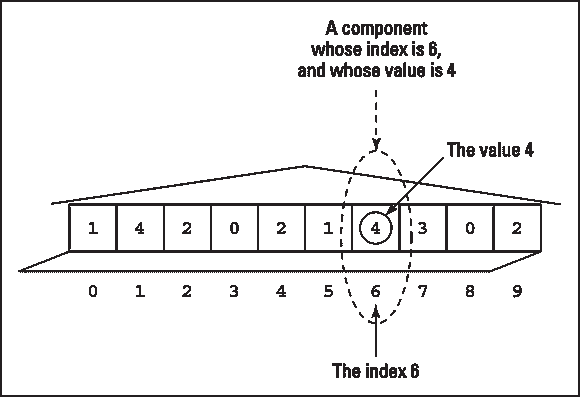 A component
whose index is 6,
and whose value is 4
The value 4
1 4 2 0 2 1 4 3 0 2
0 1 2 3 4 5 6 7 8 9
The index 6